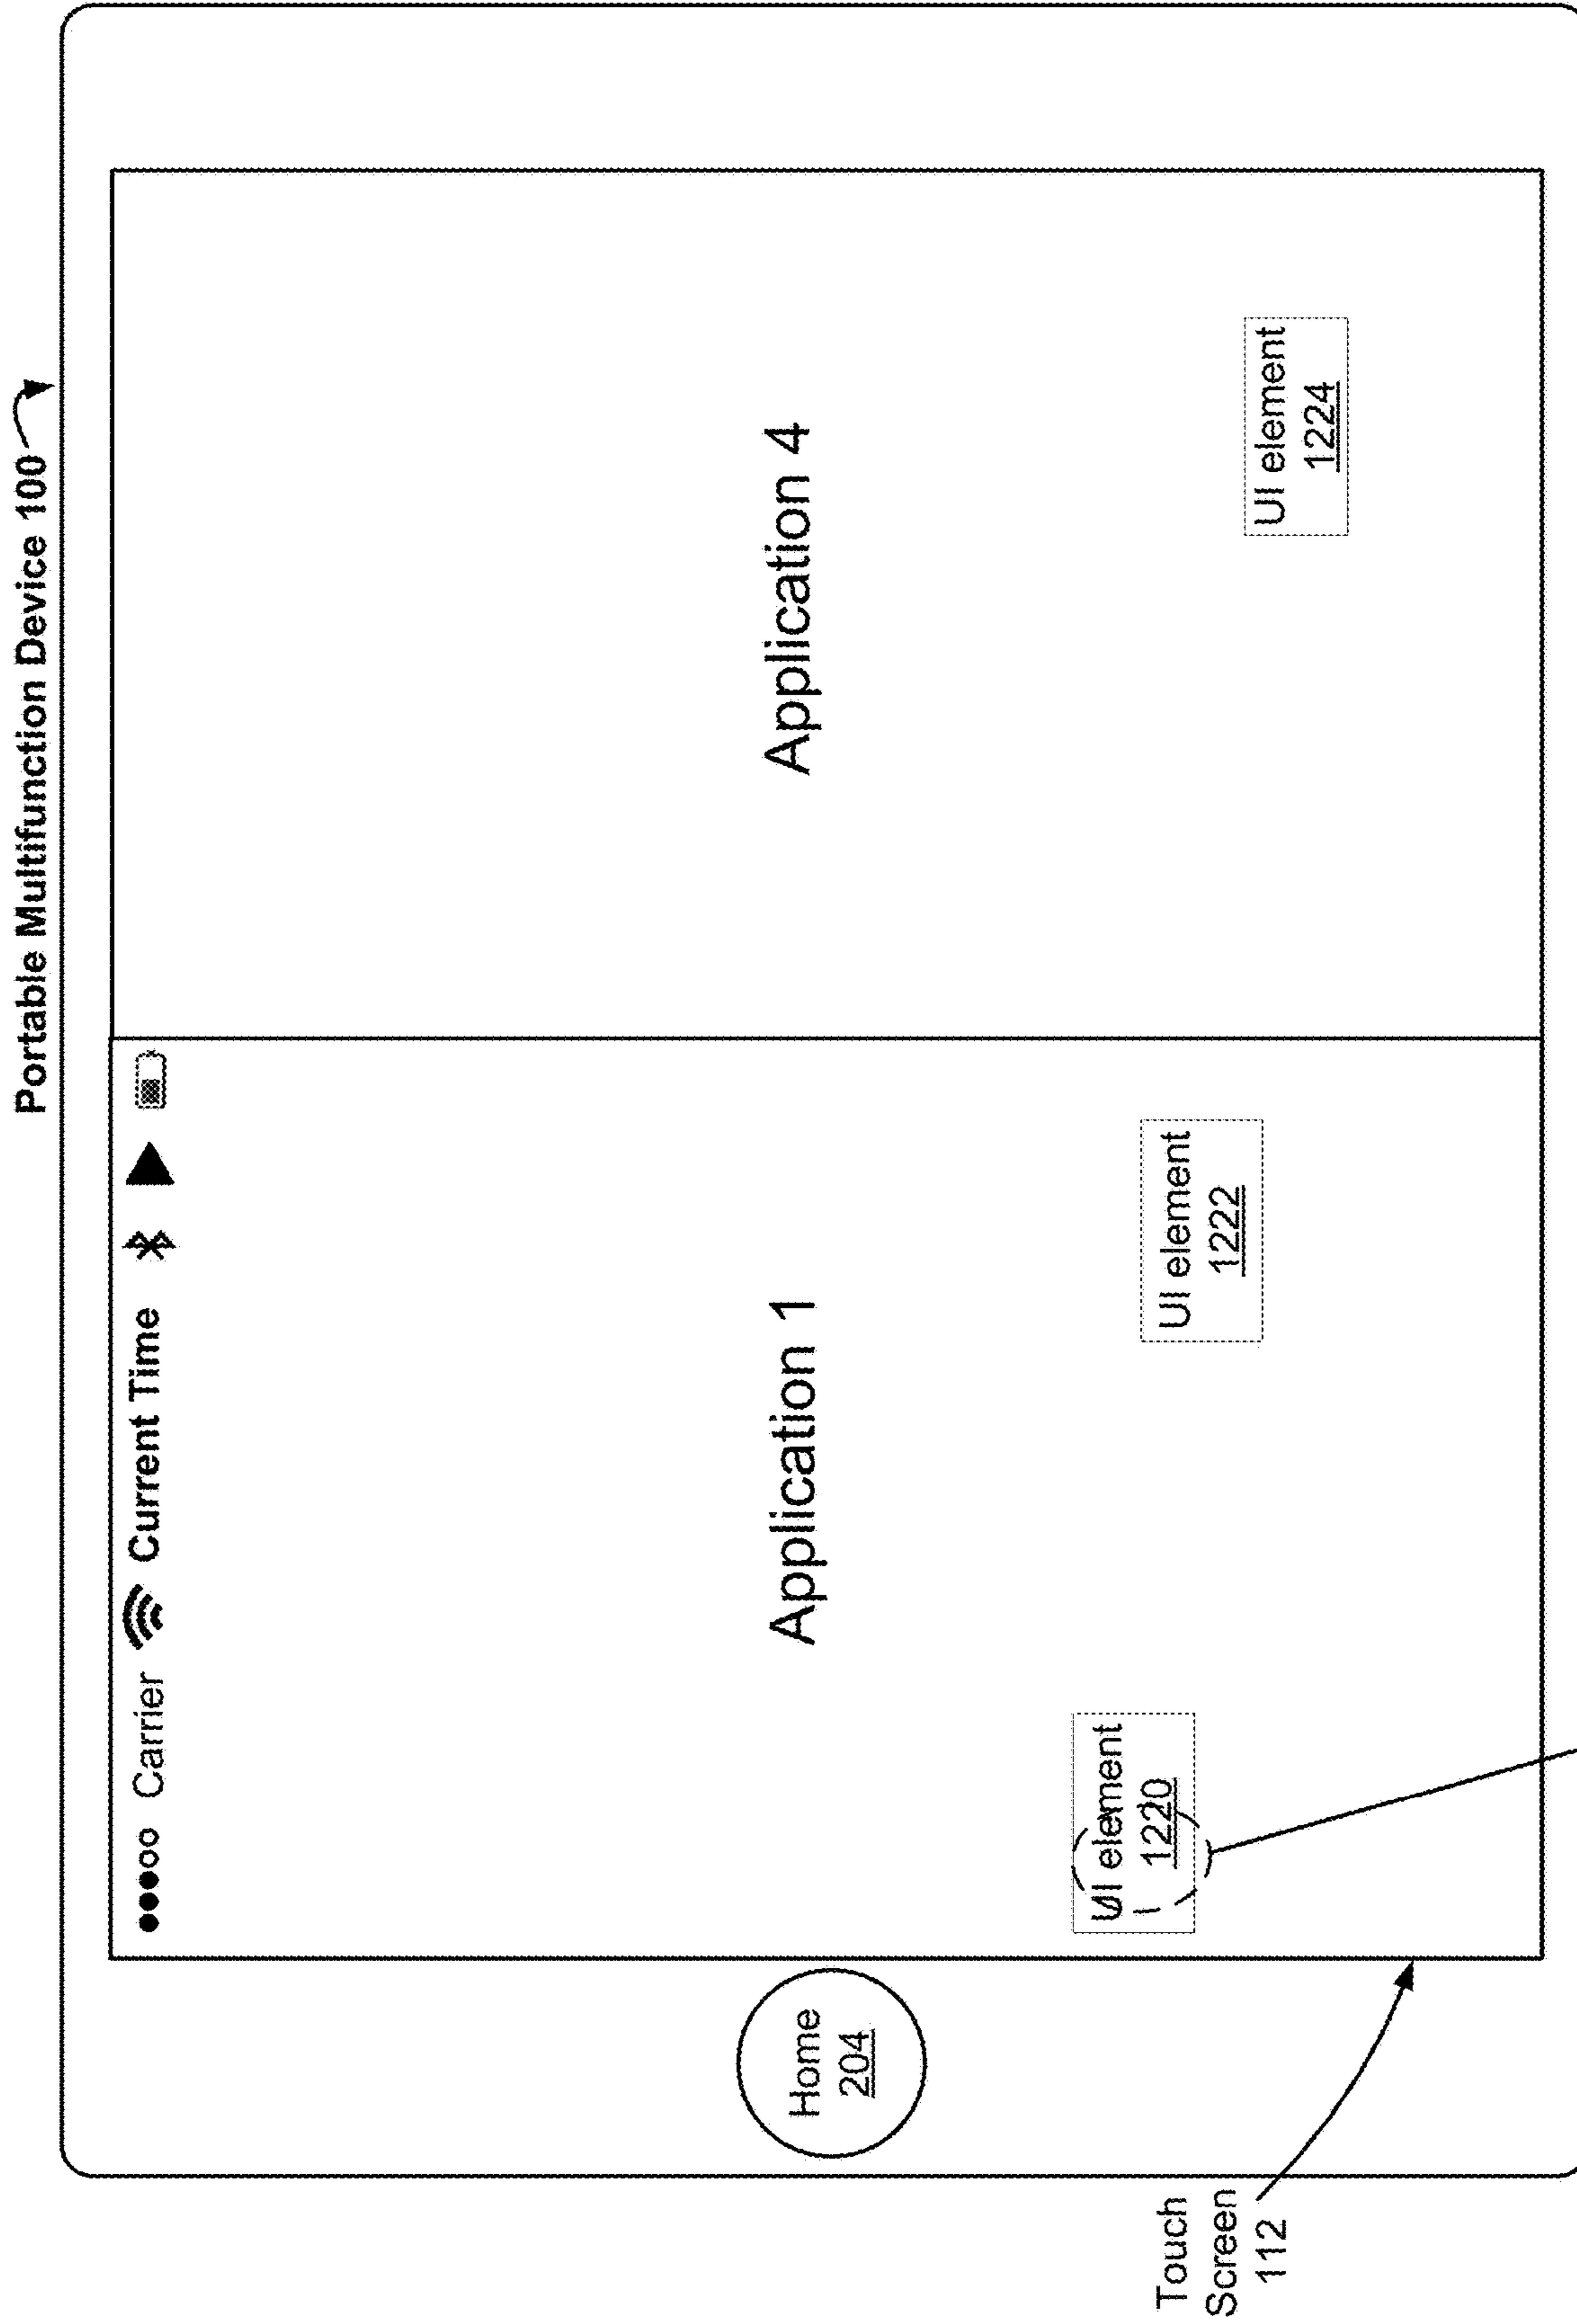 Portable Multifunction Device 100
Carrier Current Time
Application 1
Application 4
UI element
1220
UI element
1222
UI element
1224
Home
204
Touch
Screen
112